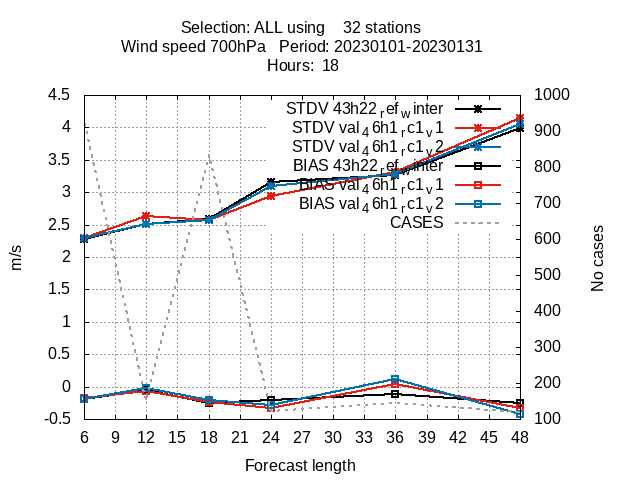 Selection: ALL using 32 stations
Wind speed 700hPa Period: 20230101-20230131
Hours: 18
4.5
4
3.5
3
2.5
2
1.5
1
0.5
0
-0.5
m/s
STDV 43h22_ref_winter
STDV val_46h1_rc1_v1
STDV val_46h1_rc1_v2
BIAS 43h22_ref_winter
BIAS val_46h1_rc1_v1
BIAS val_46h1_rc1_v2
CASES
1000
900
800
700
600
500
400
300
200
100
No cases
6 9 12 15 18 21 24 27 30 33 36 39 42 45 48
Forecast length